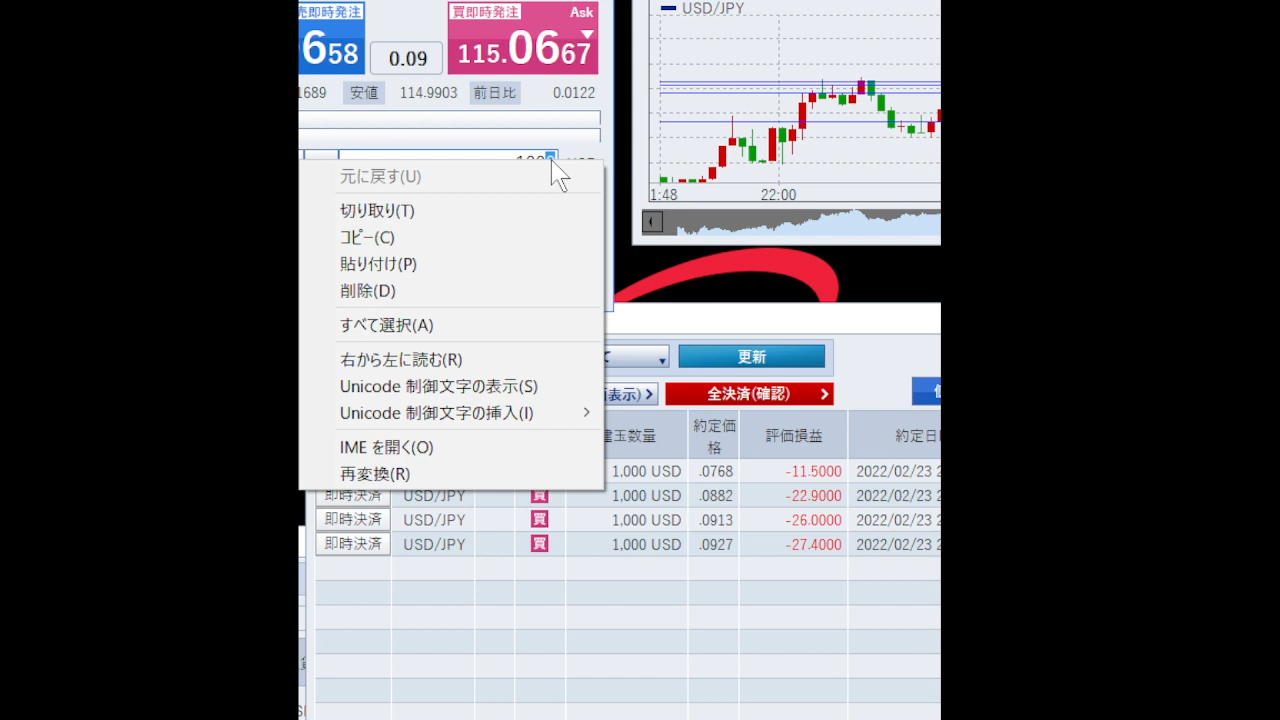 売即時発注
買即時発注 Ask
658
0.09
115.0667
1689 安値 114.9903 前日比 0.0122
USD/JPY
1:48 22:00
元に戻す(U)
切り取り(T)
コピー(C)
貼り付け(P)
削除(D)
すべて選択(A)
右から左に読む(R)
Unicode 制御文字の表示(S)
Unicode 制御文字の挿入(I)
IME を開く(O)
再変換(R)
更新
表示) 全決済(確認)
建玉数量 約定価格 評価損益 約定日
1,000 USD .0768 -11.5000 2022/02/23 2
即時決済 USD/JPY 買 1,000 USD .0882 -22.9000 2022/02/23 2
即時決済 USD/JPY 買 1,000 USD .0913 -26.0000 2022/02/23 2
即時決済 USD/JPY 買 1,000 USD .0927 -27.4000 2022/02/23 2